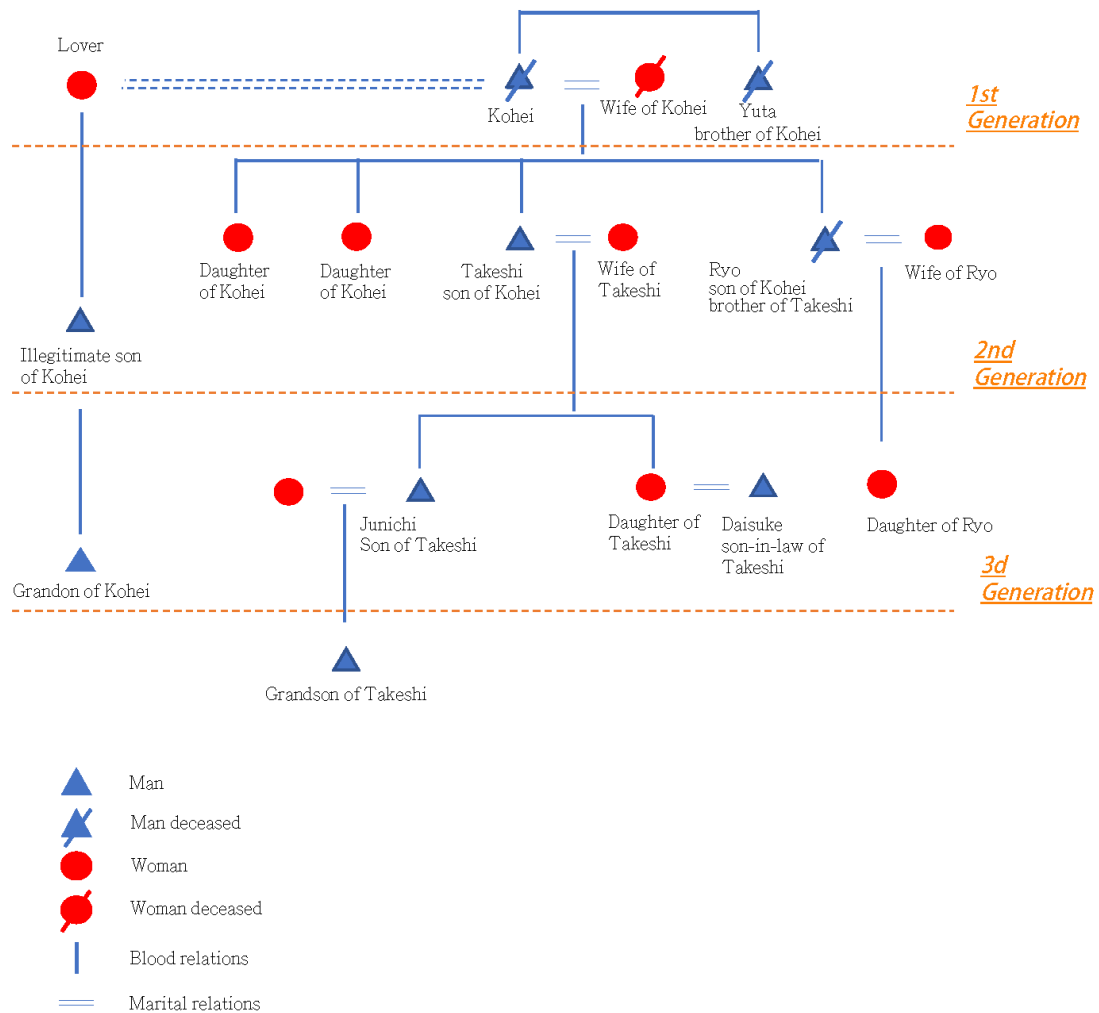 Lover
Kohei
Wife of Kohei
Yuta
brother of Kohei
1st
Generation
Daughter
of Kohei
Daughter
of Kohei
Takeshi
son of Kohei
Wife of
Takeshi
Ryo
son of Kohei
brother of Takeshi
Wife of Ryo
Illegitimate son
of Kohei
2nd
Generation
Junichi
Son of Takeshi
Daughter of
Takeshi
Daisuke
son-in-law of
Takeshi
Daughter of Ryo
Grandon of Kohei
3d
Generation
Grandson of Takeshi
Man
Man deceased
Woman
Woman deceased
Blood relations
Marital relations